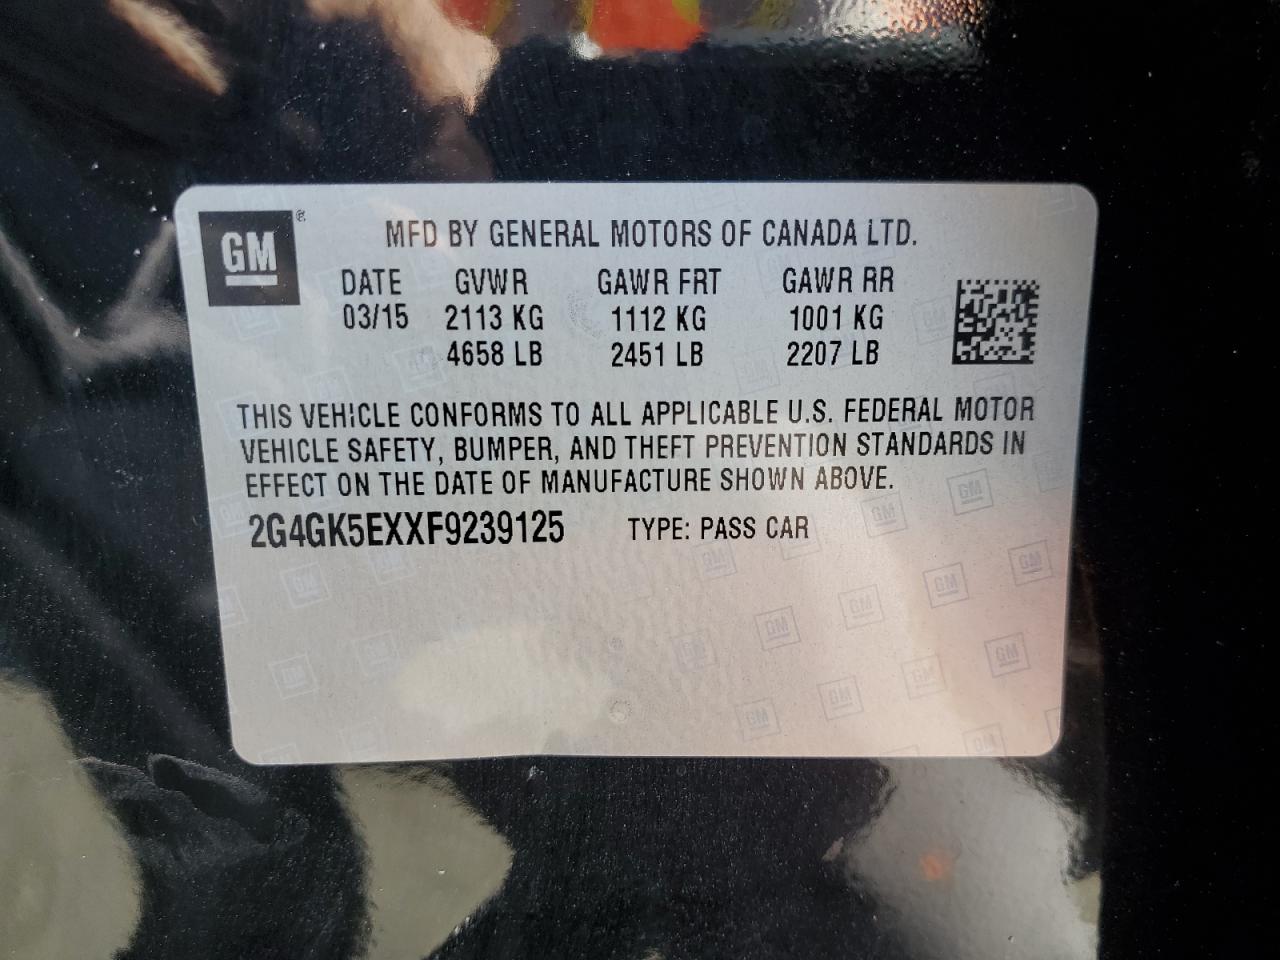 GM ®
MFD BY GENERAL MOTORS OF CANADA LTD.
DATE GVWR GAWR FRT GAWR RR
03/15 2113 KG 1112 KG 1001 KG
4658 LB 2451 LB 2207 LB
THIS VEHICLE CONFORMS TO ALL APPLICABLE U.S. FEDERAL MOTOR
VEHICLE SAFETY, BUMPER, AND THEFT PREVENTION STANDARDS IN
EFFECT ON THE DATE OF MANUFACTURE SHOWN ABOVE.
2G4GK5EXXF9239125 TYPE: PASS CAR